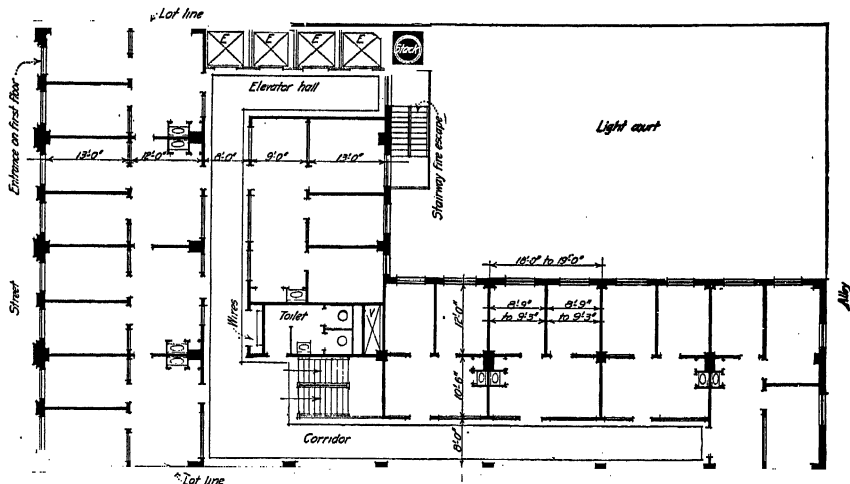 Lot line
E E E E
Stack
Elevator hall
Entrance on first floor
Light court
Stairway fire escape
13'-0" 12'-0" 8'-0" 9'-0" 13'-0"
18'-0" to 19'-0"
Street
Alley
Wires
Toilet
V
V
17'-0"
8'-9" 8'-9"
to 9'-3" to 9'-3"
10'-6"
Corridor
8'-0"
Lot line